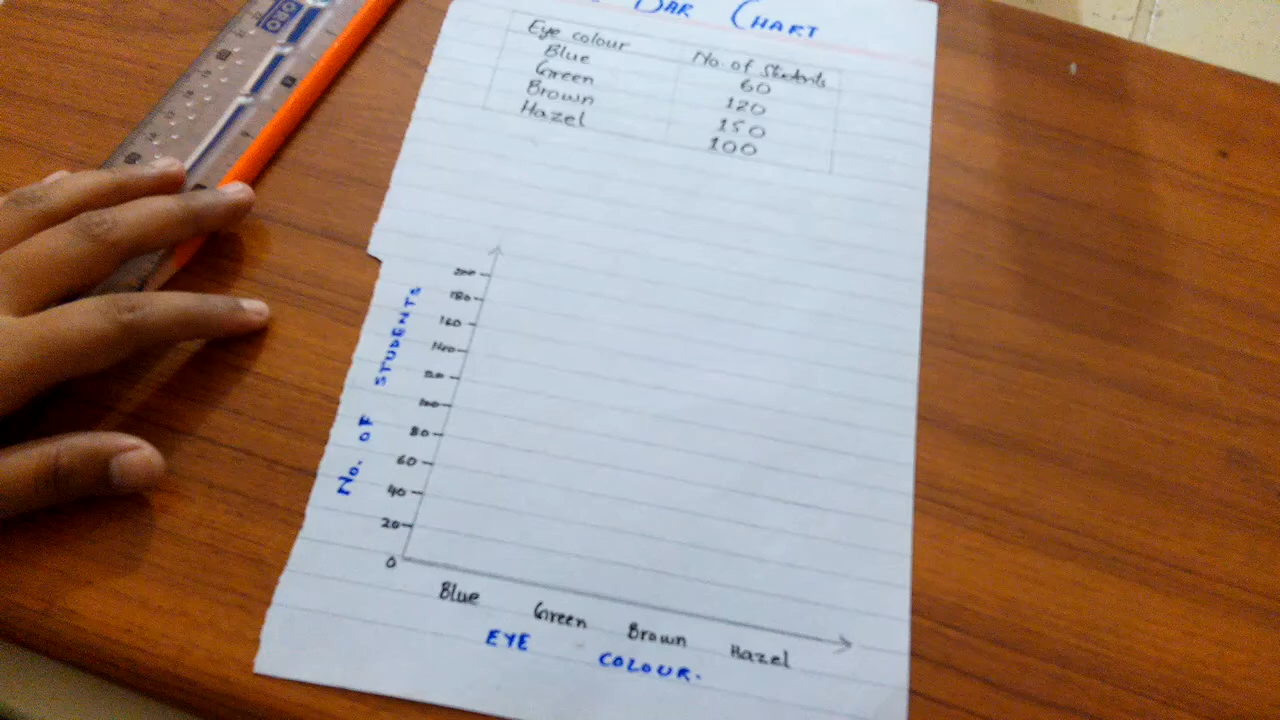 BAR CHART
Eye colour No. of Students
Blue 60
Green 120
Brown 150
Hazel 100
200
180
160
140
120
100
80
60
40
20
0
No. OF STUDENTS
Blue Green Brown Hazel
EYE COLOUR.